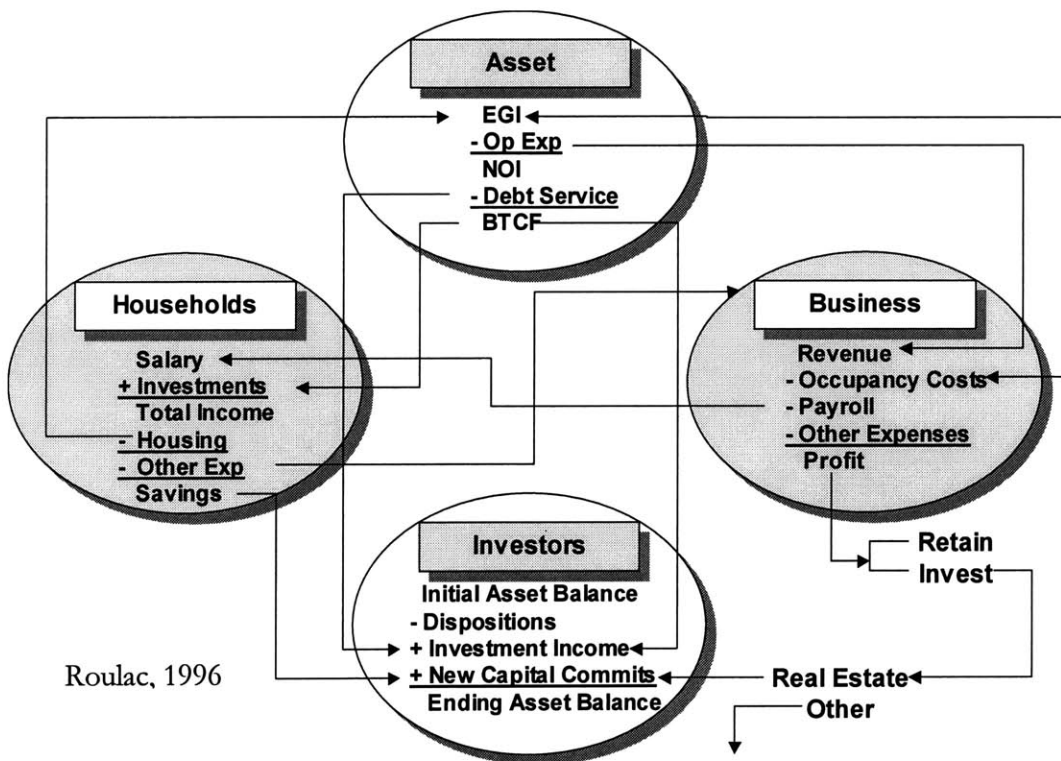 Asset
EGI
- Op Exp
NOI
- Debt Service
BTCF
Households
Salary
+ Investments
Total Income
- Housing
- Other Exp
Savings
Business
Revenue
- Occupancy Costs
- Payroll
- Other Expenses
Profit
Retain
Invest
Investors
Initial Asset Balance
- Dispositions
+ Investment Income
+ New Capital Commits
Ending Asset Balance
Real Estate
Other
Roulac, 1996